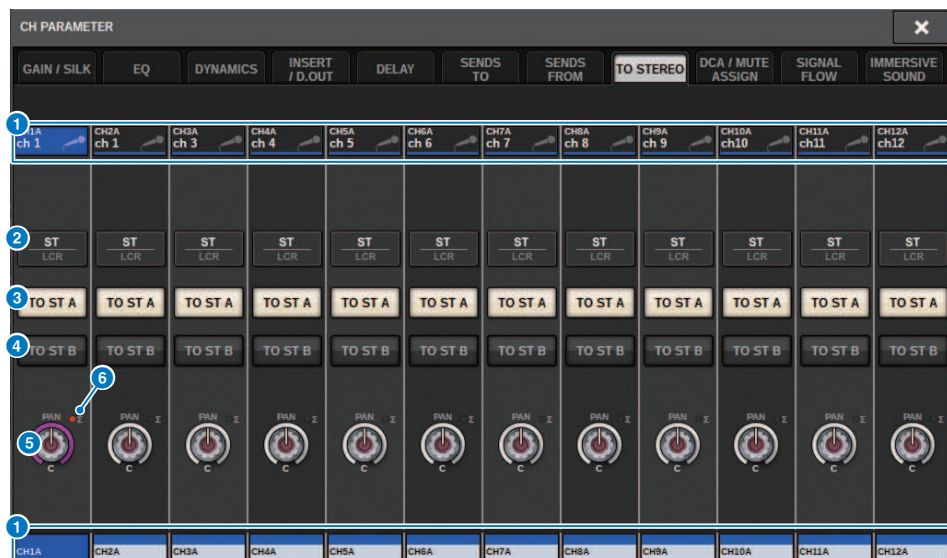 CH PARAMETER
GAIN / SILK EQ DYNAMICS INSERT / D.OUT DELAY SENDS TO SENDS FROM TO STEREO DCA / MUTE ASSIGN SIGNAL FLOW IMMERSIVE SOUND
1
CH1A CH2A CH3A CH4A CH5A CH6A CH7A CH8A CH9A CH10A CH11A CH12A
ch 1 ch 1 ch 3 ch 4 ch 5 ch 6 ch 7 ch 8 ch 9 ch10 ch11 ch12
2 ST ST ST ST ST ST ST ST ST ST ST ST
LCR LCR LCR LCR LCR LCR LCR LCR LCR LCR LCR LCR
3 TO ST A TO ST A TO ST A TO ST A TO ST A TO ST A TO ST A TO ST A TO ST A TO ST A TO ST A TO ST A
4 TO ST B TO ST B TO ST B TO ST B TO ST B TO ST B TO ST B TO ST B TO ST B TO ST B TO ST B TO ST B
6
PAN Σ PAN Σ PAN Σ PAN Σ PAN Σ PAN Σ PAN Σ PAN Σ PAN Σ PAN Σ PAN Σ PAN Σ
5
C C C C C C C C C C C C
1
CH1A CH2A CH3A CH4A CH5A CH6A CH7A CH8A CH9A CH10A CH11A CH12A